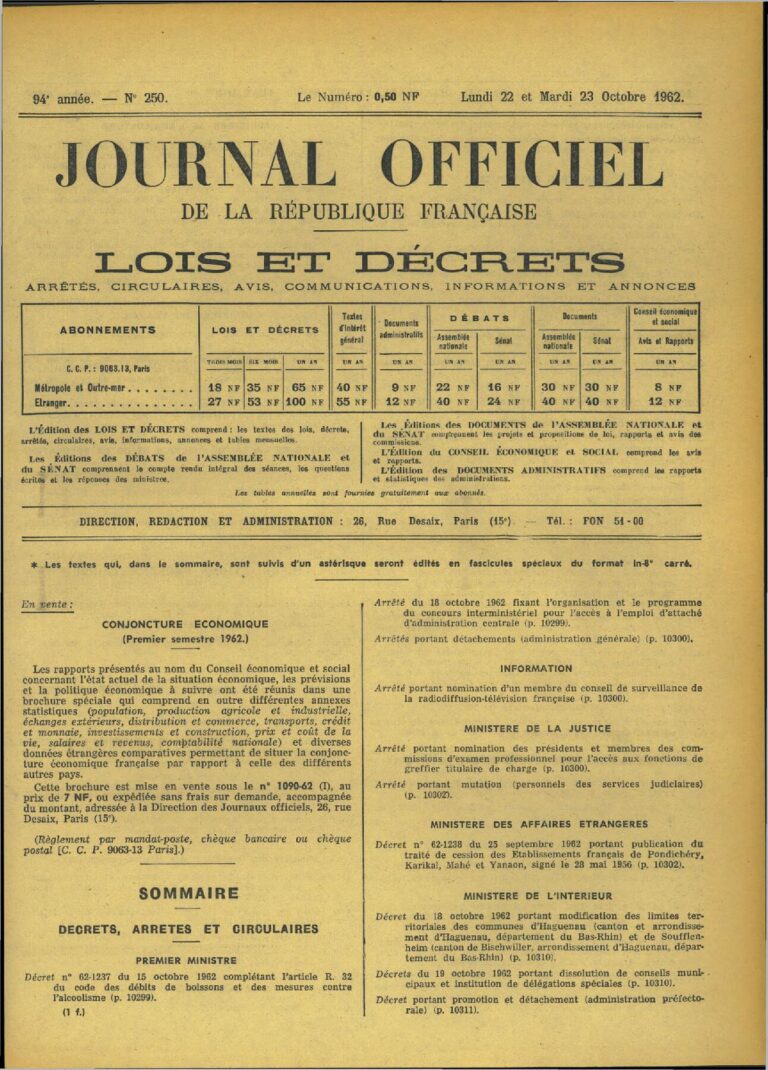 94e année. — N° 250.
Le Numéro : 0,50 NF
Lundi 22 et Mardi 23 Octobre 1962.
JOURNAL OFFICIEL
DE LA RÉPUBLIQUE FRANÇAISE
LOIS ET DÉCRETS
ARRÊTÉS, CIRCULAIRES, AVIS, COMMUNICATIONS, INFORMATIONS ET ANNONCES
ABONNEMENTS
LOIS ET DÉCRETS
Textes d'intérêt général
Documents administratifs
DÉBATS
Documents
Conseil économique et social
Assemblée nationale
Sénat
Assemblée nationale
Sénat
Avis et Rapports
C. C. P. : 9063.13, Paris
TROIS MOIS SIX MOIS UN AN UN AN UN AN UN AN UN AN UN AN UN AN UN AN
Métropole et Outre-mer . . . . . . . . 18 NF 35 NF 65 NF 40 NF 9 NF 22 NF 16 NF 30 NF 30 NF 8 NF
Etranger . . . . . . . . . . . . . . . . 27 NF 53 NF 100 NF 55 NF 12 NF 40 NF 24 NF 40 NF 40 NF 12 NF
L'Édition des LOIS ET DÉCRETS comprend : les textes des lois, décrets,
arrêtés, circulaires, avis, informations, annonces et tables mensuelles.
Les Éditions des DÉBATS de l'ASSEMBLÉE NATIONALE et
du SÉNAT comprennent le compte rendu intégral des séances, les questions
écrites et les réponses des ministres.
Les Éditions des DOCUMENTS de l'ASSEMBLÉE NATIONALE et
du SÉNAT comprennent les projets et propositions de loi, rapports et avis des
commissions.
L'Édition du CONSEIL ÉCONOMIQUE et SOCIAL comprend les avis
et rapports.
L'Édition des DOCUMENTS ADMINISTRATIFS comprend les rapports
et statistiques des administrations.
Les tables annuelles sont fournies gratuitement aux abonnés.
DIRECTION, REDACTION ET ADMINISTRATION : 26, Rue Desaix, Paris (15e). — Tél. : FON 51-00
* Les textes qui, dans le sommaire, sont suivis d'un astérisque seront édités en fascicules spéciaux du format in-8° carré.
En vente :
CONJONCTURE ECONOMIQUE
(Premier semestre 1962.)
Les rapports présentés au nom du Conseil économique et social
concernant l'état actuel de la situation économique, les prévisions
et la politique économique à suivre ont été réunis dans une
brochure spéciale qui comprend en outre différentes annexes
statistiques (population, production agricole et industrielle,
échanges extérieurs, distribution et commerce, transports, crédit
et monnaie, investissements et construction, prix et coût de la
vie, salaires et revenus, comptabilité nationale) et diverses
données étrangères comparatives permettant de situer la conjonc-
ture économique française par rapport à celle des différents
autres pays.
Cette brochure est mise en vente sous le n° 1090-62 (I), au
prix de 7 NF, ou expédiée sans frais sur demande, accompagnée
du montant, adressée à la Direction des Journaux officiels, 26, rue
Desaix, Paris (15e).
(Règlement par mandat-poste, chèque bancaire ou chèque
postal [C. C. P. 9063-13 Paris].)
SOMMAIRE
DECRETS, ARRETES ET CIRCULAIRES
PREMIER MINISTRE
Décret n° 62-1237 du 15 octobre 1962 complétant l'article R. 32
du code des débits de boissons et des mesures contre
l'alcoolisme (p. 10299).
(1 f.)
Arrêté du 18 octobre 1962 fixant l'organisation et le programme
du concours interministériel pour l'accès à l'emploi d'attaché
d'administration centrale (p. 10299).
Arrêtés portant détachements (administration générale) (p. 10300).
INFORMATION
Arrêté portant nomination d'un membre du conseil de surveillance de
la radiodiffusion-télévision française (p. 10300).
MINISTERE DE LA JUSTICE
Arrêté portant nomination des présidents et membres des com-
missions d'examen professionnel pour l'accès aux fonctions de
greffier titulaire de charge (p. 10300).
Arrêté portant mutation (personnels des services judiciaires)
(p. 10302).
MINISTERE DES AFFAIRES ETRANGERES
Décret n° 62-1238 du 25 septembre 1962 portant publication du
traité de cession des Etablissements français de Pondichéry,
Karikal, Mahé et Yanaon, signé le 28 mai 1956 (p. 10302).
MINISTERE DE L'INTERIEUR
Décret du 18 octobre 1962 portant modification des limites ter-
ritoriales des communes d'Haguenau (canton et arrondisse-
ment d'Haguenau, département du Bas-Rhin) et de Soufflen-
heim (canton de Bischwiller, arrondissement d'Haguenau, dépar-
tement du Bas-Rhin) (p. 10310).
Décrets du 19 octobre 1962 portant dissolution de conseils muni-
cipaux et institution de délégations spéciales (p. 10310).
Décret portant promotion et détachement (administration préfecto-
rale) (p. 10311).